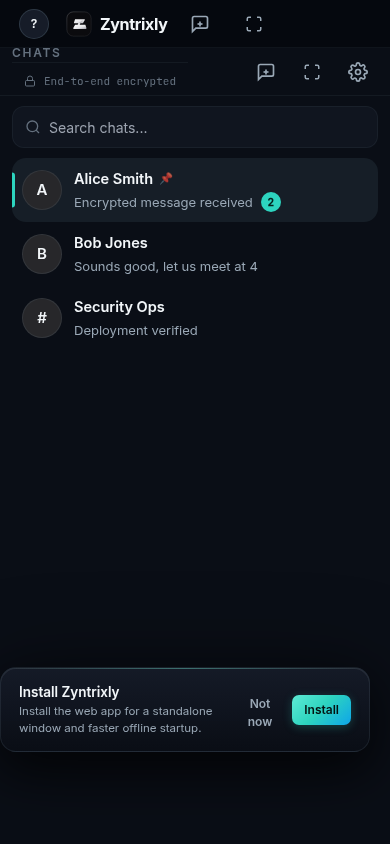 ?
Zyntrixly
CHATS
End-to-end encrypted
Search chats...
A
Alice Smith
Encrypted message received 2
B
Bob Jones
Sounds good, let us meet at 4
#
Security Ops
Deployment verified
Install Zyntrixly
Install the web app for a standalone
window and faster offline startup.
Not
now
Install